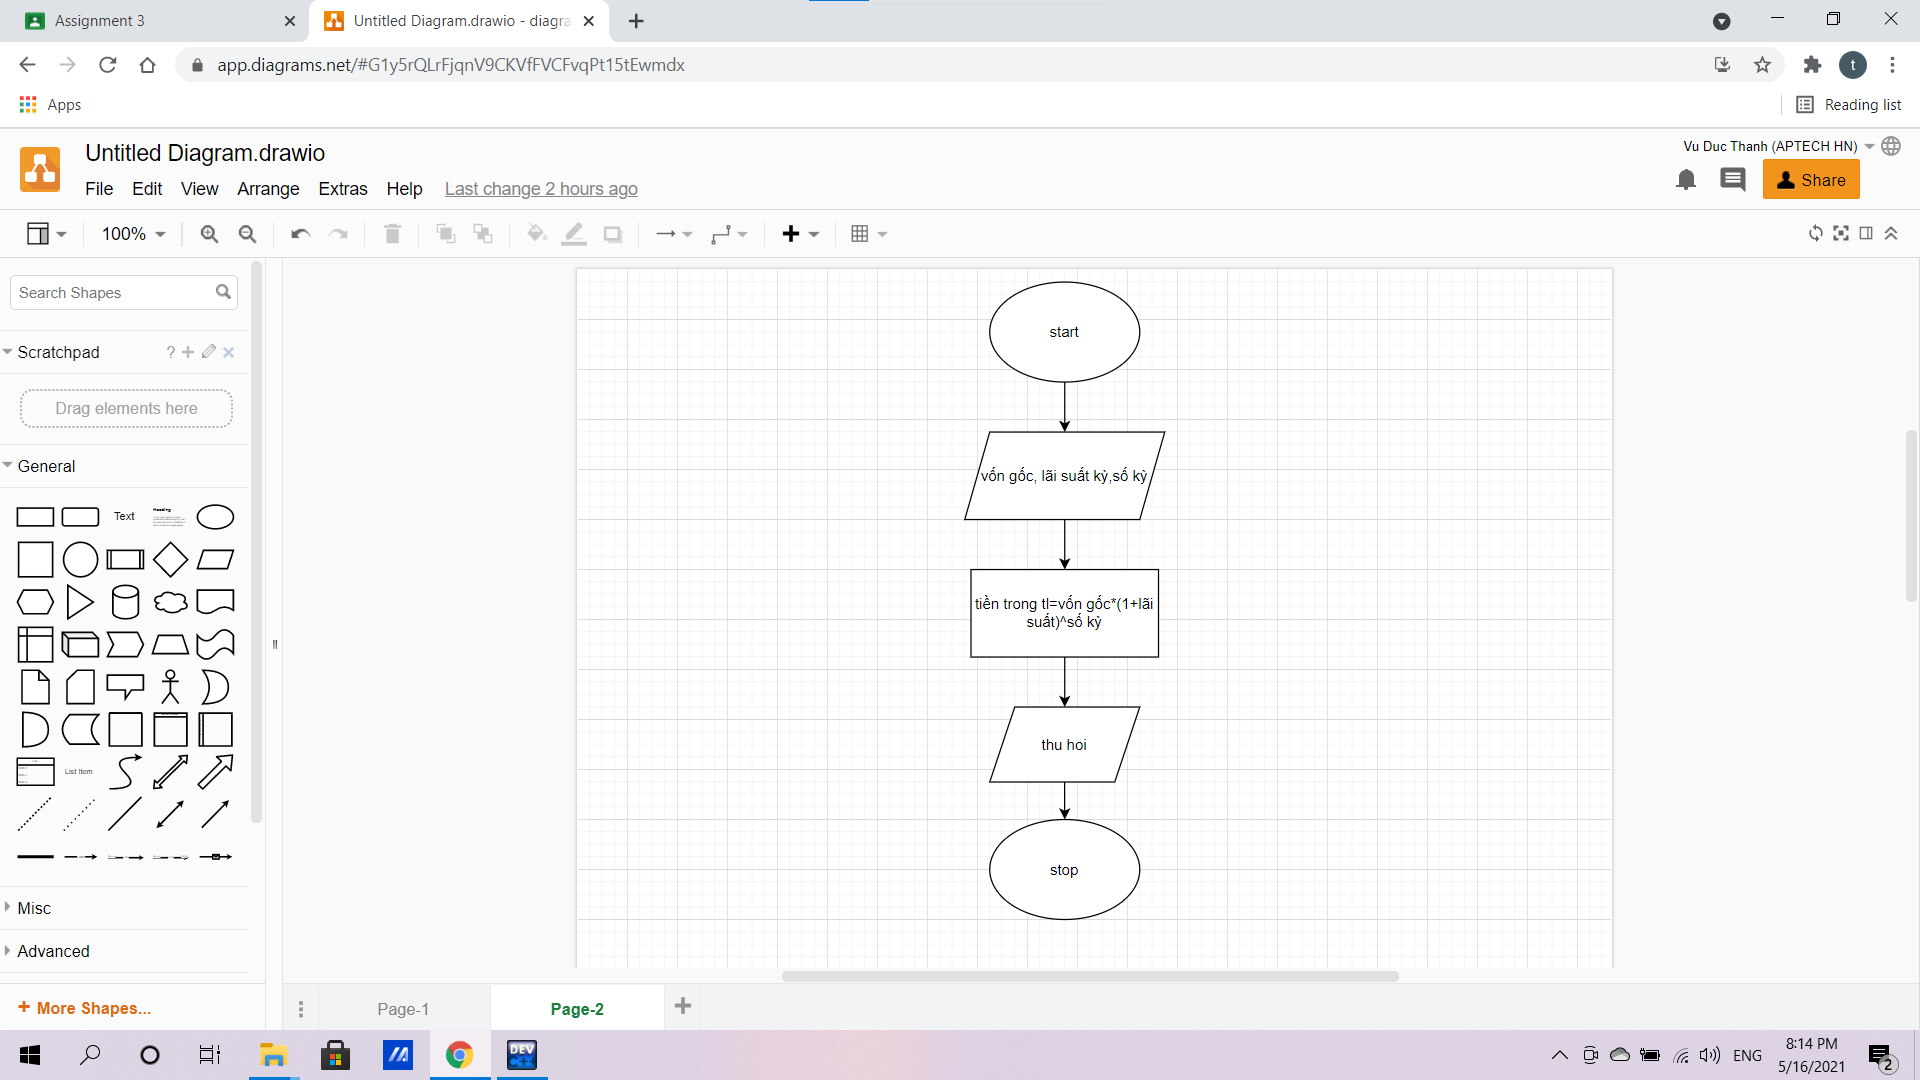 Assignment 3
Untitled Diagram.drawio - diagra
app.diagrams.net/#G1y5rQLrFjqnV9CKVfFVCFvqPt15tEwmdx
t
Apps
Reading list
Untitled Diagram.drawio
Vu Duc Thanh (APTECH HN)
File Edit View Arrange Extras Help Last change 2 hours ago
Share
100%
Search Shapes
Scratchpad
?
Drag elements here
General
Text
Heading
List Item
Misc
Advanced
+ More Shapes...
start
vốn gốc, lãi suất kỳ,số kỳ
tiền trong tl=vốn gốc*(1+lãi
suất)^số kỳ
thu hoi
stop
Page-1
Page-2
DEV
C++
ENG
8:14 PM
5/16/2021
2